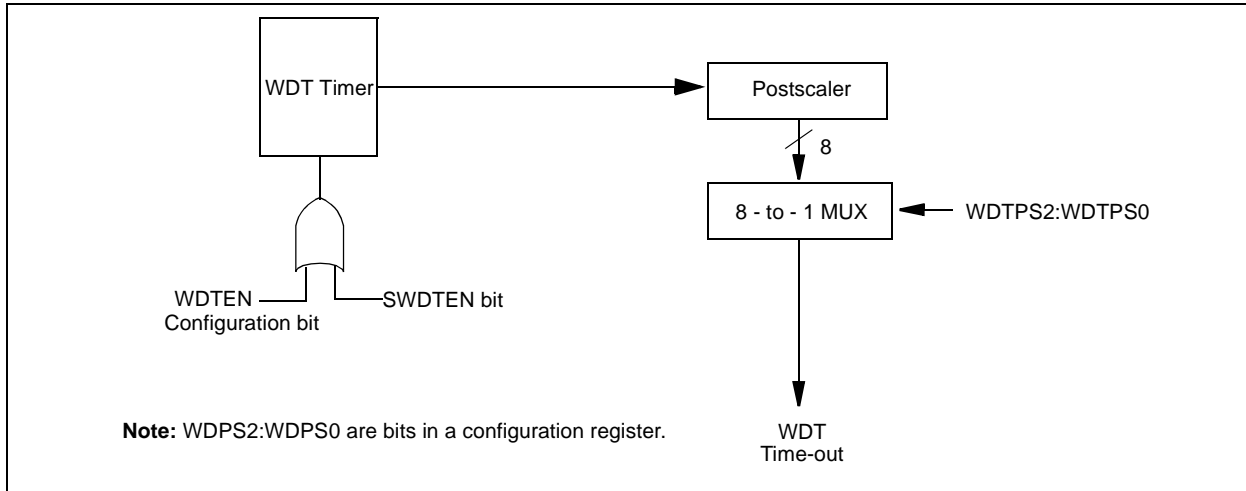 WDT Timer
Postscaler
8
8 - to - 1 MUX
WDTPS2:WDTPS0
WDTEN
Configuration bit
SWDTEN bit
Note: WDPS2:WDPS0 are bits in a configuration register.
WDT
Time-out